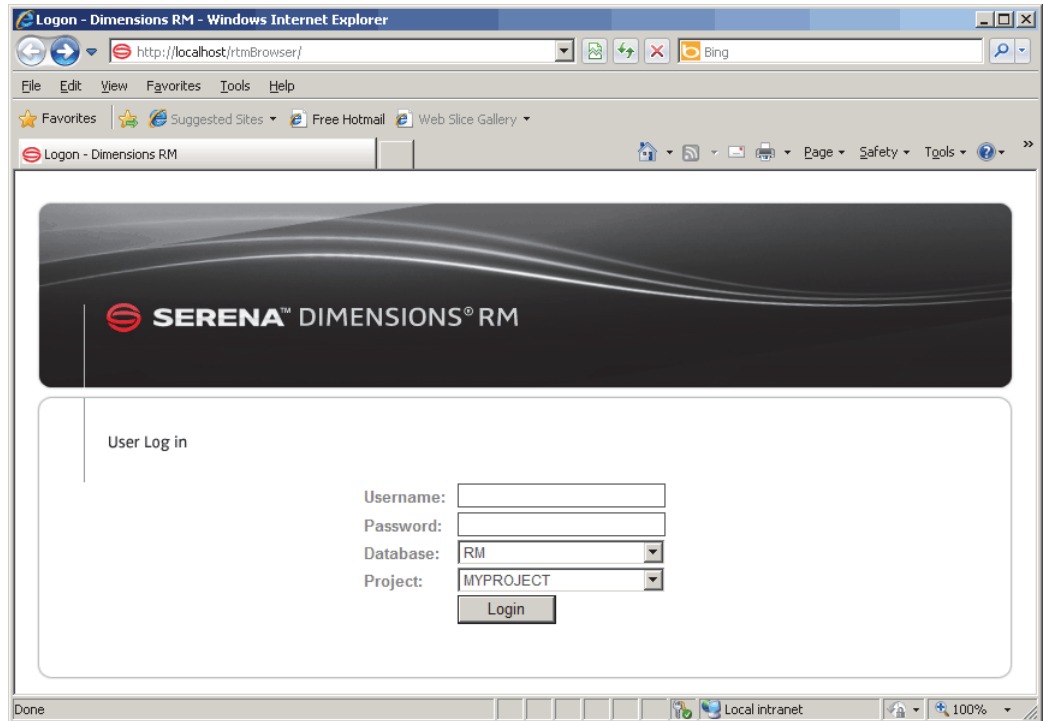 Logon - Dimensions RM - Windows Internet Explorer
http://localhost/rtmBrowser/ Bing
File Edit View Favorites Tools Help
Favorites Suggested Sites Free Hotmail Web Slice Gallery
Logon - Dimensions RM Page Safety Tools »
SERENA™ DIMENSIONS® RM
User Log in
Username:
Password:
Database: RM
Project: MYPROJECT
Login
Done Local intranet 100%